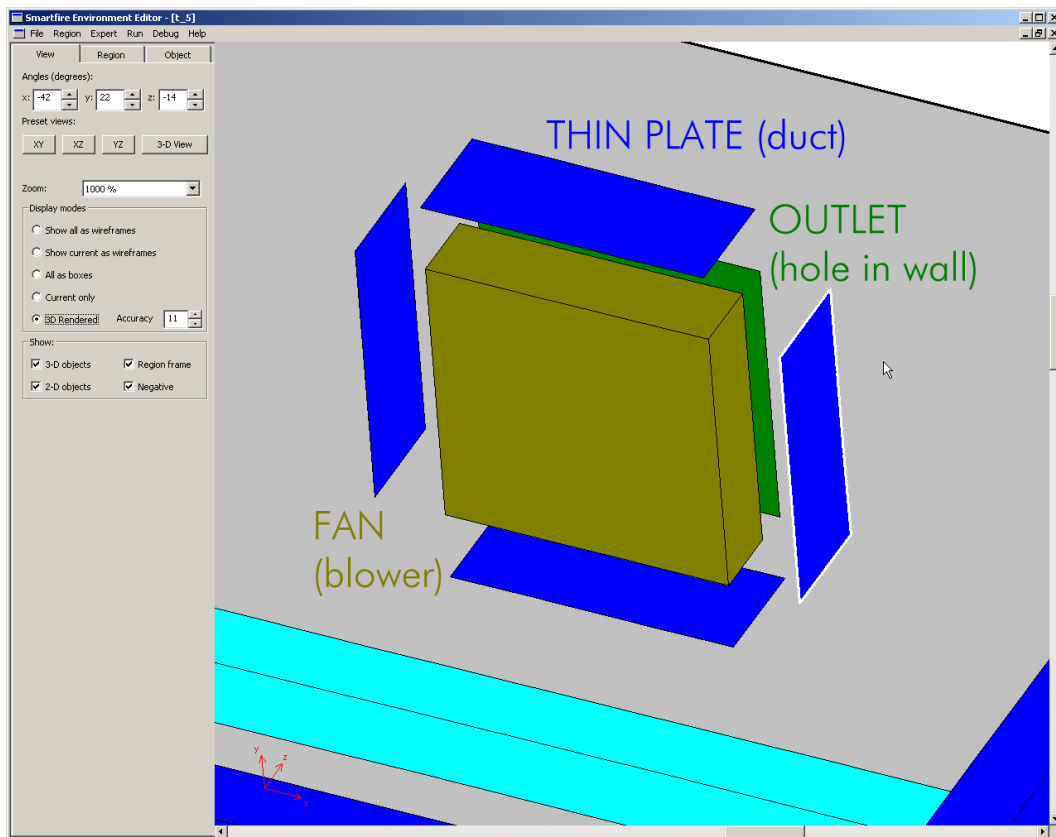 Smartfire Environment Editor - [t_5]
File Region Expert Run Debug Help
View Region Object
Angles (degrees):
x: -42 y: 22 z: -14
Preset views:
XY XZ YZ 3-D View
Zoom: 1000 %
Display modes
Show all as wireframes
Show current as wireframes
All as boxes
Current only
3D Rendered Accuracy 11
Show:
3-D objects Region frame
2-D objects Negative
THIN PLATE (duct)
OUTLET
(hole in wall)
FAN
(blower)
y
z
x